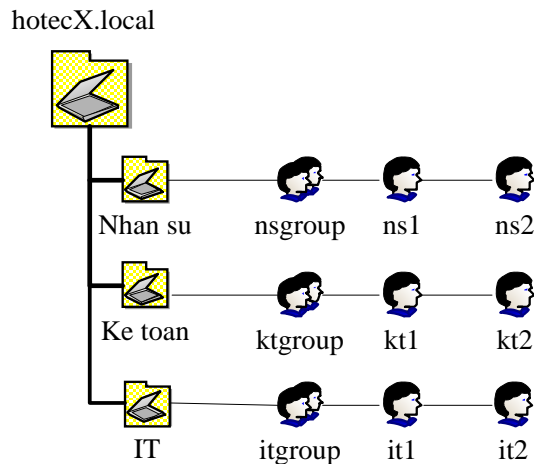 hotecX.local
Nhan su nsgroup ns1 ns2
Ke toan ktgroup kt1 kt2
IT itgroup it1 it2